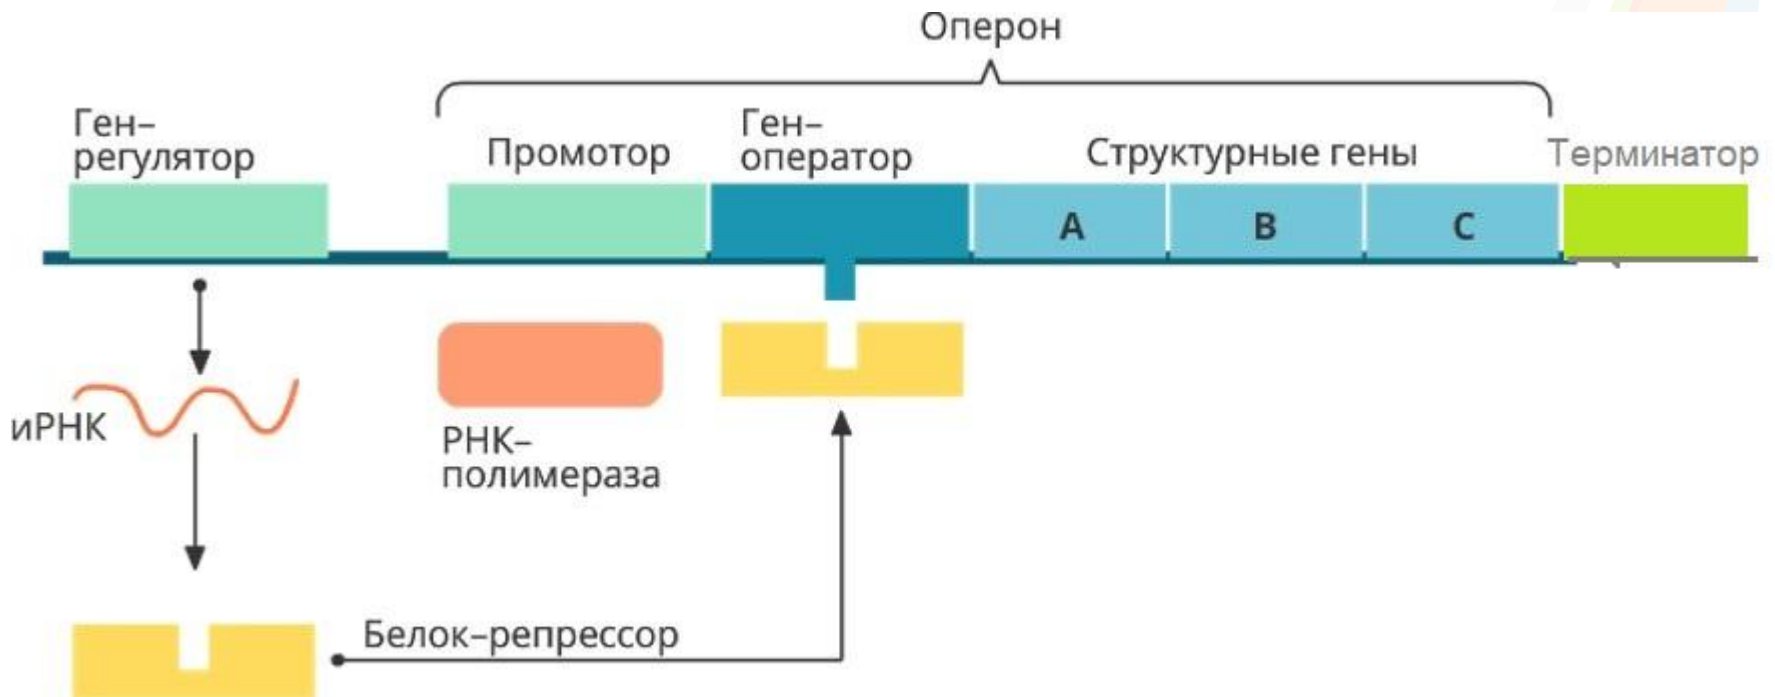 Оперон
Ген–
регулятор
Промотор
Ген–
оператор
Структурные гены
Терминатор
A
B
C
иРНК
РНК–
полимераза
Белок–репрессор